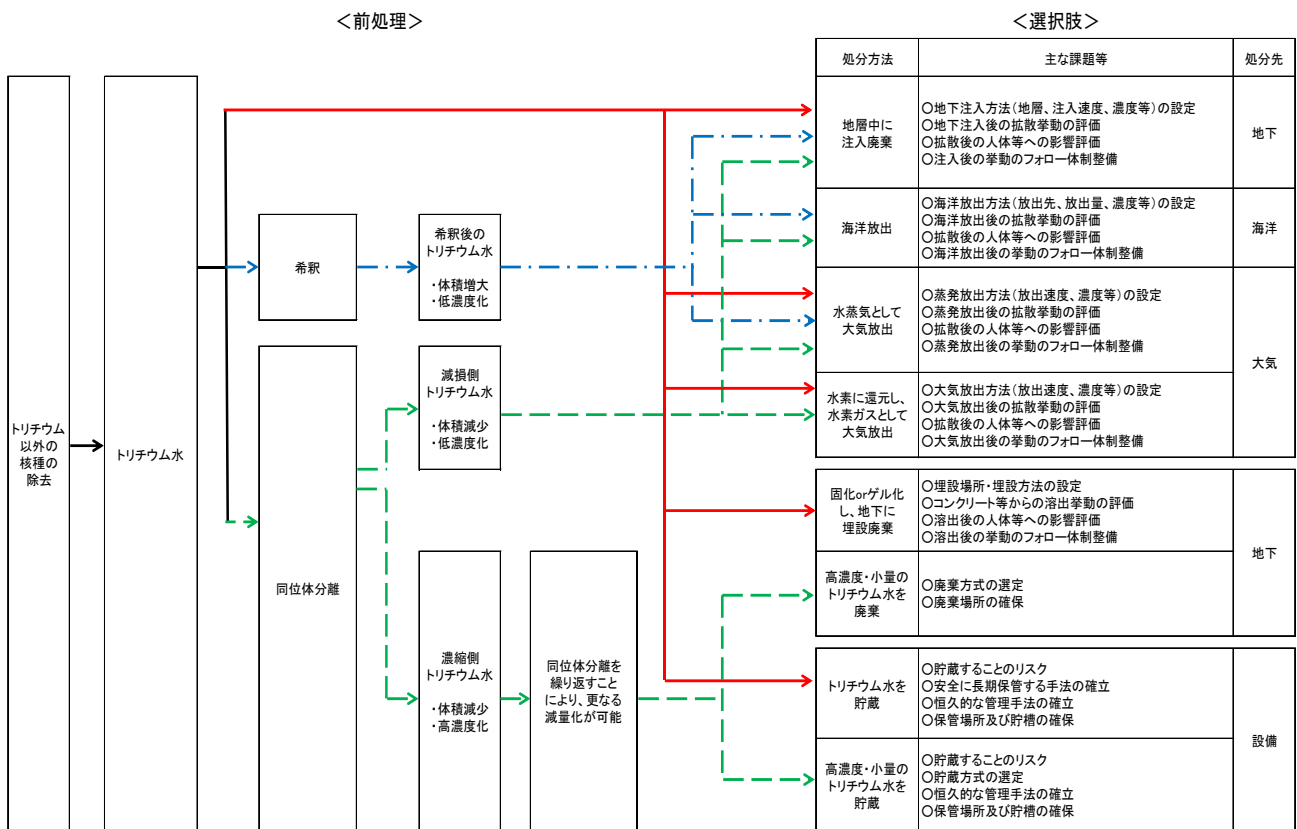 ＜前処理＞
＜選択肢＞
トリチウム
以外の
核種の
除去
トリチウム水
希釈
希釈後の
トリチウム水
・体積増大
・低濃度化
同位体分離
減損側
トリチウム水
・体積減少
・低濃度化
濃縮側
トリチウム水
・体積減少
・高濃度化
同位体分離を
繰り返すこと
により、更なる
減量化が可能
処分方法
主な課題等
処分先
地層中に
注入廃棄
○地下注入方法（地層、注入速度、濃度等）の設定
○地下注入後の拡散挙動の評価
○拡散後の人体等への影響評価
○注入後の挙動のフォロー体制整備
地下
海洋放出
○海洋放出方法（放出先、放出量、濃度等）の設定
○海洋放出後の拡散挙動の評価
○拡散後の人体等への影響評価
○海洋放出後の挙動のフォロー体制整備
海洋
水蒸気として
大気放出
○蒸発放出方法（放出速度、濃度等）の設定
○蒸発放出後の拡散挙動の評価
○拡散後の人体等への影響評価
○蒸発放出後の挙動のフォロー体制整備
大気
水素に還元し、
水素ガスとして
大気放出
○大気放出方法（放出速度、濃度等）の設定
○大気放出後の拡散挙動の評価
○拡散後の人体等への影響評価
○大気放出後の挙動のフォロー体制整備
固化orゲル化
し、地下に
埋設廃棄
○埋設場所・埋設方法の設定
○コンクリート等からの溶出挙動の評価
○溶出後の人体等への影響評価
○溶出後の挙動のフォロー体制整備
地下
高濃度・小量の
トリチウム水を
廃棄
○廃棄方式の選定
○廃棄場所の確保
トリチウム水を
貯蔵
○貯蔵することのリスク
○安全に長期保管する手法の確立
○恒久的な管理手法の確立
○保管場所及び貯槽の確保
設備
高濃度・小量の
トリチウム水を
貯蔵
○貯蔵することのリスク
○貯蔵方式の選定
○恒久的な管理手法の確立
○保管場所及び貯槽の確保